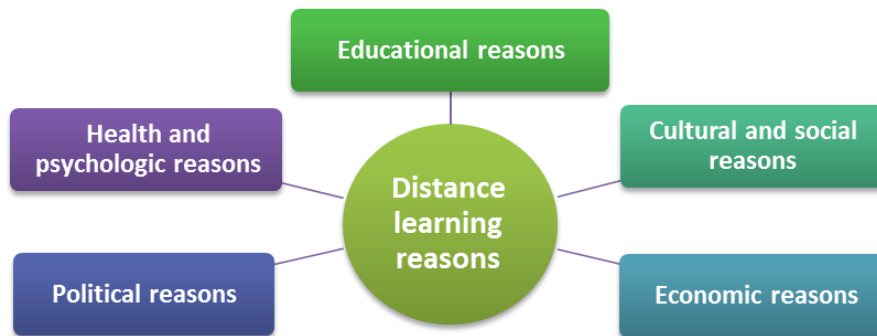 Educational reasons
Health and
psychologic reasons
Cultural and social
reasons
Distance
learning
reasons
Political reasons
Economic reasons